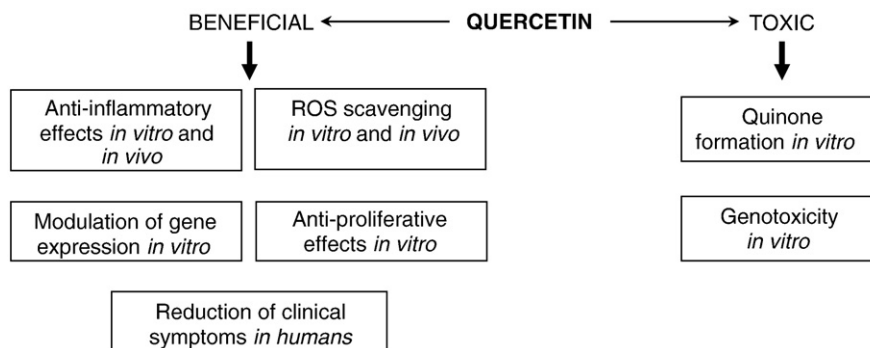 BENEFICIAL QUERCETIN TOXIC
Anti-inflammatory
effects in vitro and
in vivo
ROS scavenging
in vitro and in vivo
Quinone
formation in vitro
Modulation of gene
expression in vitro
Anti-proliferative
effects in vitro
Genotoxicity
in vitro
Reduction of clinical
symptoms in humans